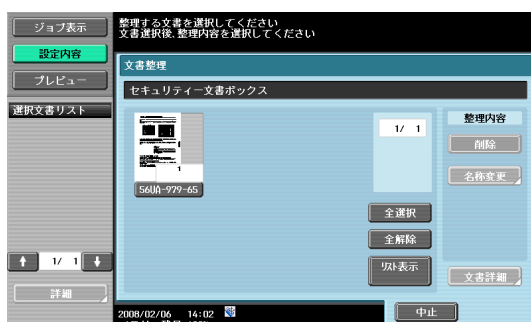 ジョブ表示
整理する文書を選択してください
文書選択後、整理内容を選択してください
設定内容
プレビュー
文書整理
セキュリティー文書ボックス
選択文書リスト
1/ 1
整理内容
削除
名称変更
1
全選択
全解除
リスト表示
1/ 1
文書詳細
詳細
2008/02/06 14:02
中止